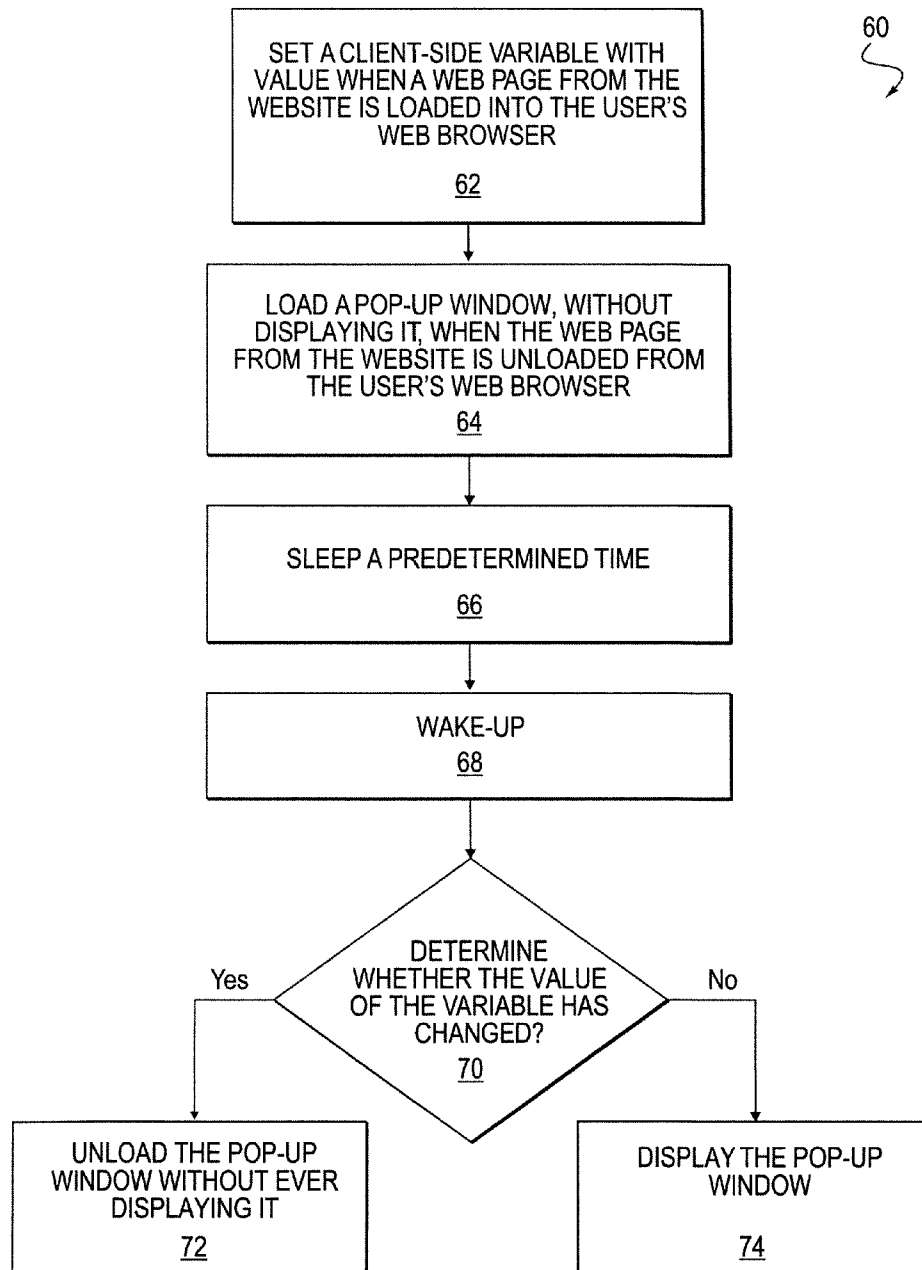 60
SET A CLIENT-SIDE VARIABLE WITH
VALUE WHEN A WEB PAGE FROM THE
WEBSITE IS LOADED INTO THE USER'S
WEB BROWSER
62
LOAD A POP-UP WINDOW, WITHOUT
DISPLAYING IT, WHEN THE WEB PAGE
FROM THE WEBSITE IS UNLOADED FROM
THE USER'S WEB BROWSER
64
SLEEP A PREDETERMINED TIME
66
WAKE-UP
68
DETERMINE
WHETHER THE VALUE
OF THE VARIABLE HAS
CHANGED?
70
Yes
No
UNLOAD THE POP-UP
WINDOW WITHOUT EVER
DISPLAYING IT
72
DISPLAY THE POP-UP
WINDOW
74